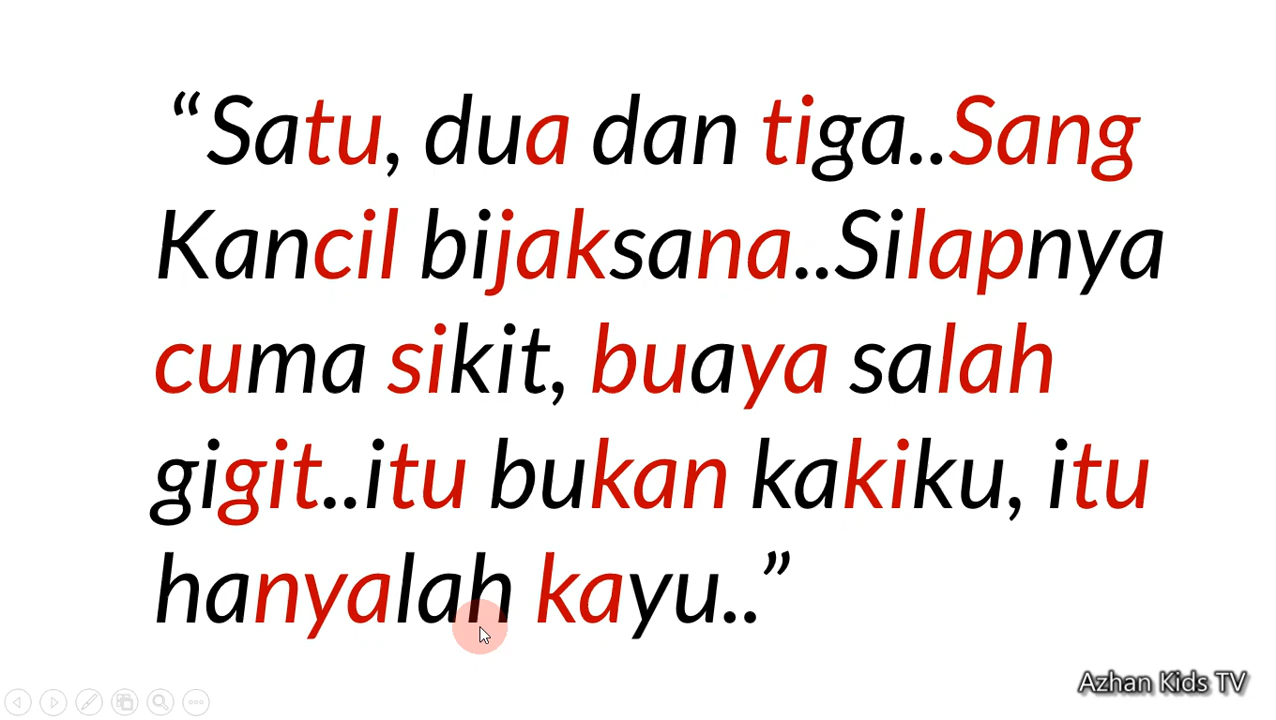 “Satu, dua dan tiga..Sang
Kancil bijaksana..Silapnya
cuma sikit, buaya salah
gigit..itu bukan kakiku, itu
hanyalah kayu..”
Azhan Kids TV